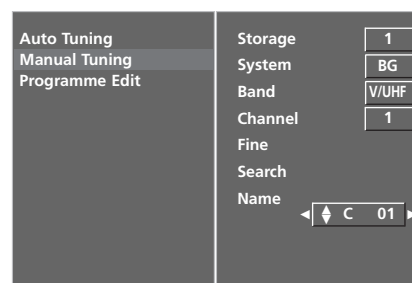 Auto Tuning
Manual Tuning
Programme Edit
Storage 1
System BG
Band V/UHF
Channel 1
Fine
Search
Name
C 01